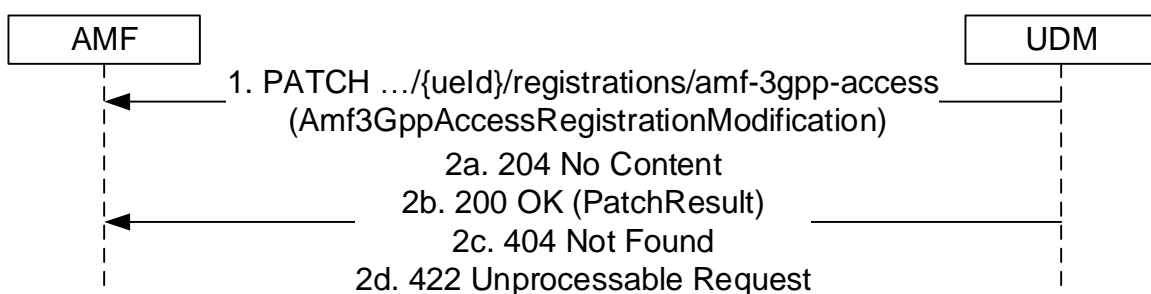 AMF
UDM
1. PATCH …/{ueId}/registrations/amf-3gpp-access
(Amf3GppAccessRegistrationModification)
2a. 204 No Content
2b. 200 OK (PatchResult)
2c. 404 Not Found
2d. 422 Unprocessable Request